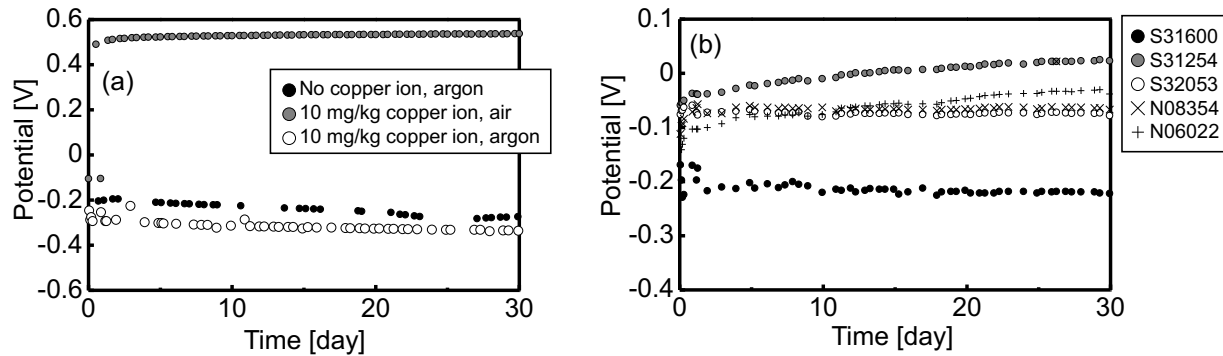 0.6
0.4
0.2
0
-0.2
-0.4
-0.6
Potential [V]
(a)
No copper ion, argon
10 mg/kg copper ion, air
10 mg/kg copper ion, argon
0
10
20
30
Time [day]
0.1
0
-0.1
-0.2
-0.3
-0.4
Potential [V]
(b)
0
10
20
30
Time [day]
S31600
S31254
S32053
N08354
N06022